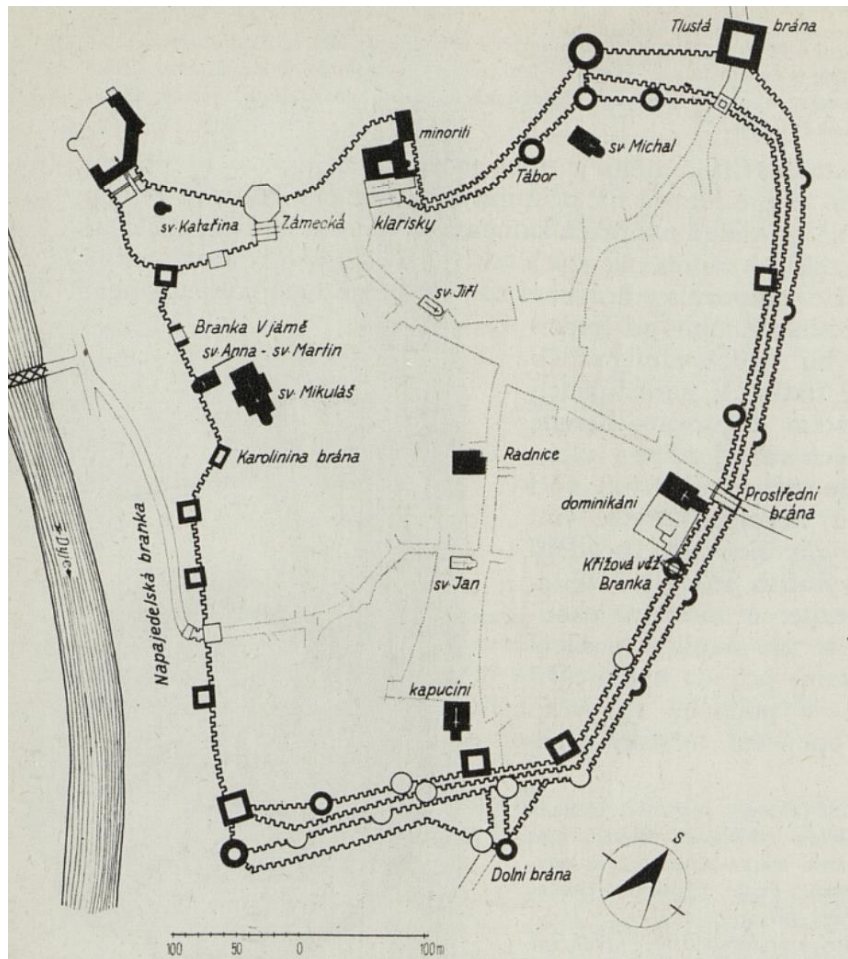 Tlustá brána
minoriti
sv. Michal
Tábor
sv. Kateřina
Zámecká
klarisky
sv. Jiří
Branka V jámě
sv. Anna - sv. Martin
sv. Mikuláš
Karolinina brána
Radnice
Prostřední
brána
dominikáni
Křížová věž
Branka
Dyje
Napajedelská branka
sv. Jan
kapucíni
Dolní brána
S
100 50 0 100m